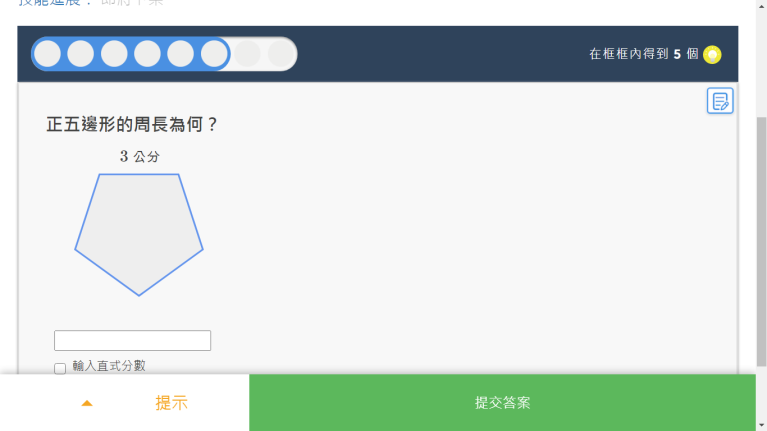 在框框內得到 5 個
正五邊形的周長為何？
3 公分
輸入直式分數
提示
提交答案